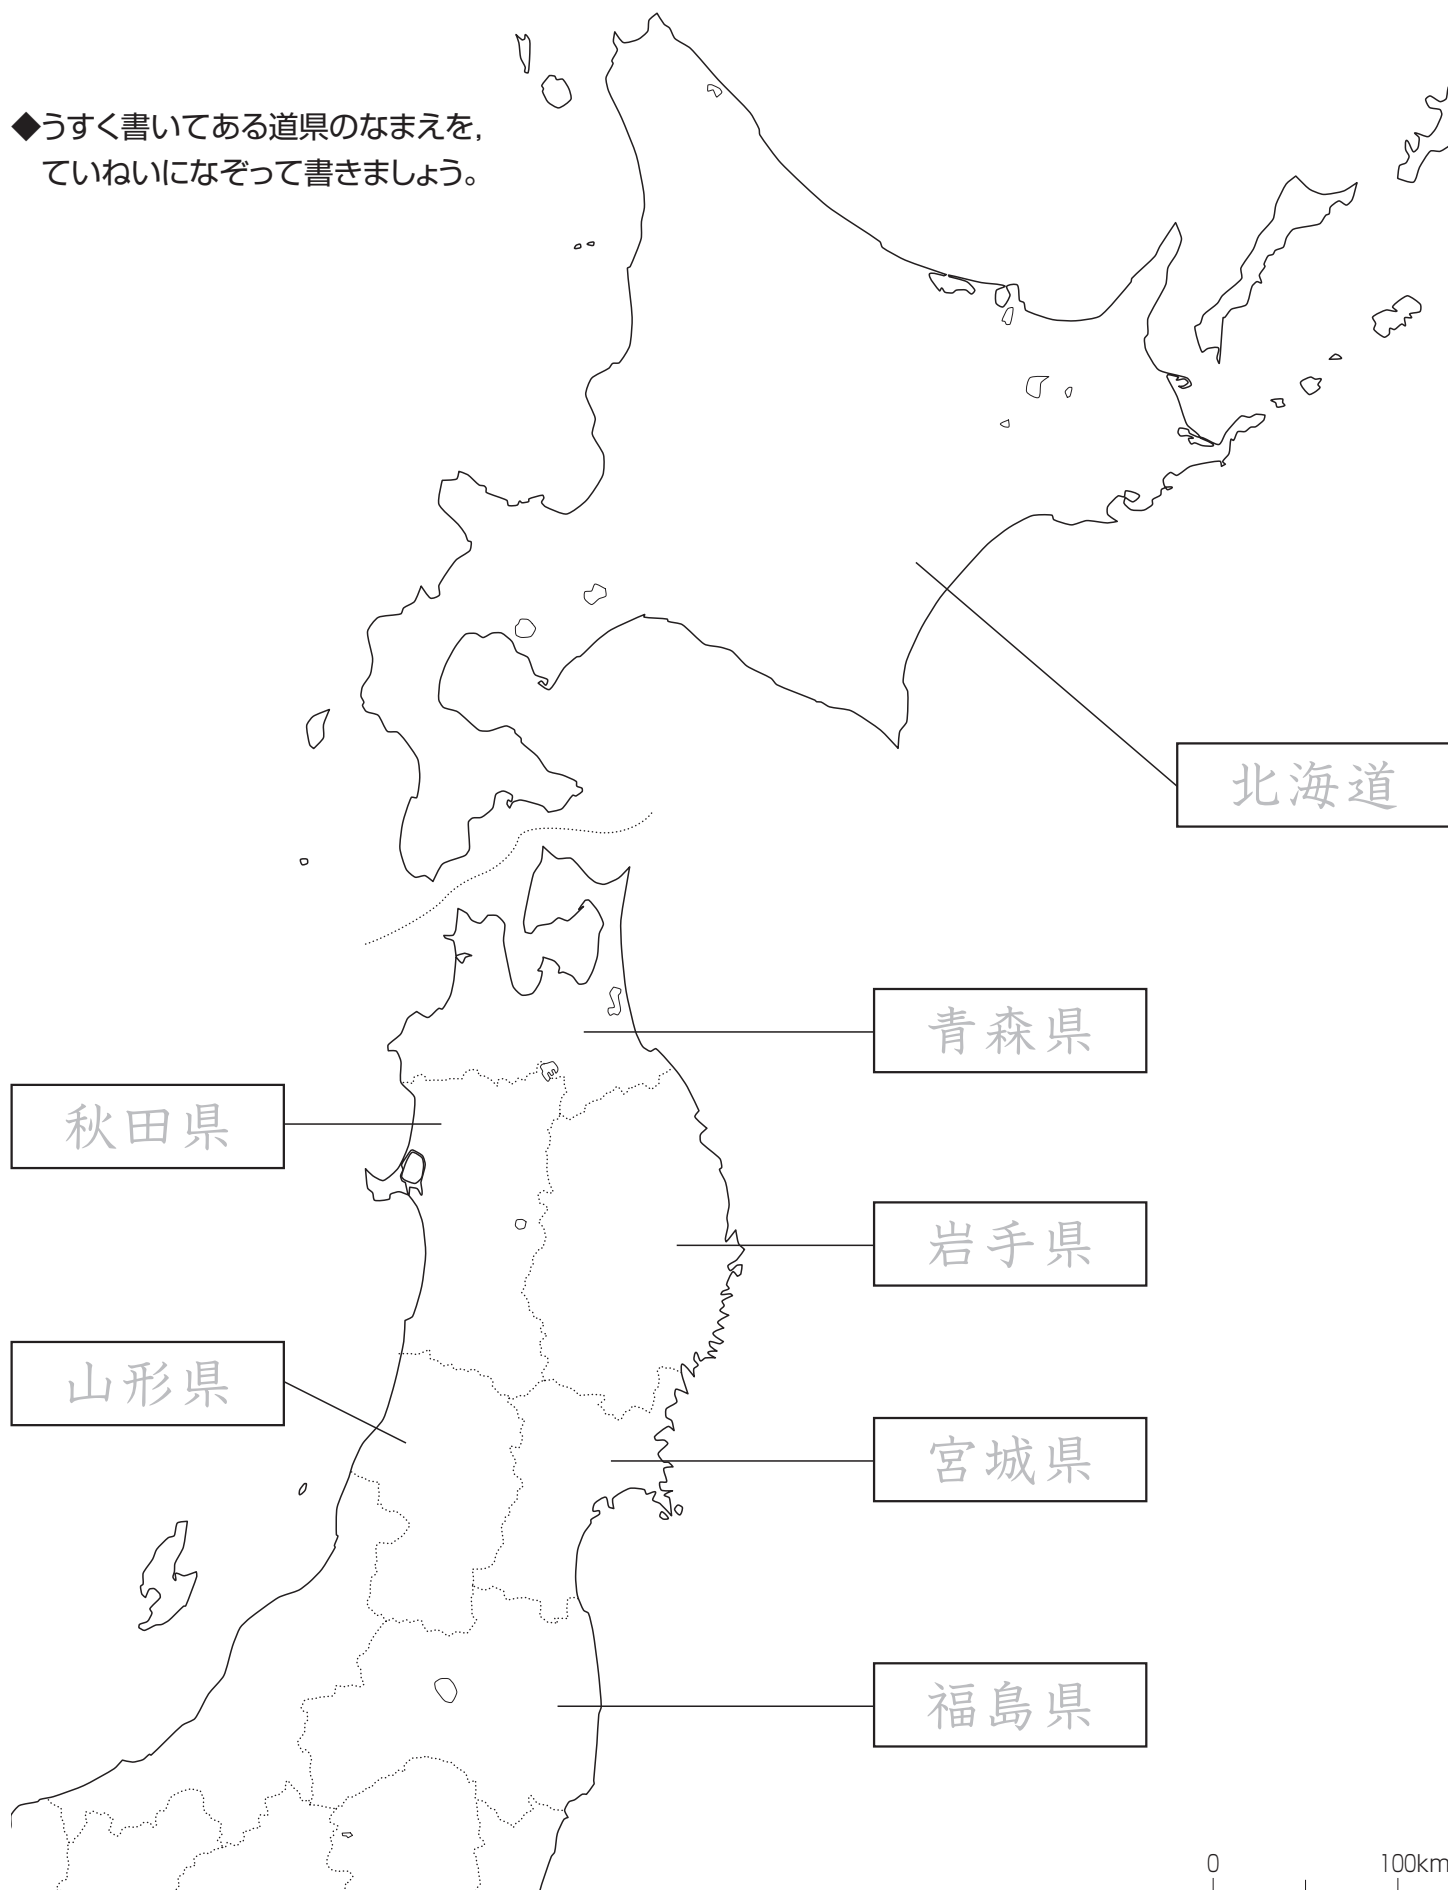 ◆うすく書いてある道県のなまえを,
ていねいになぞって書きましょう。
北海道
青森県
秋田県
岩手県
山形県
宮城県
福島県
0 100km